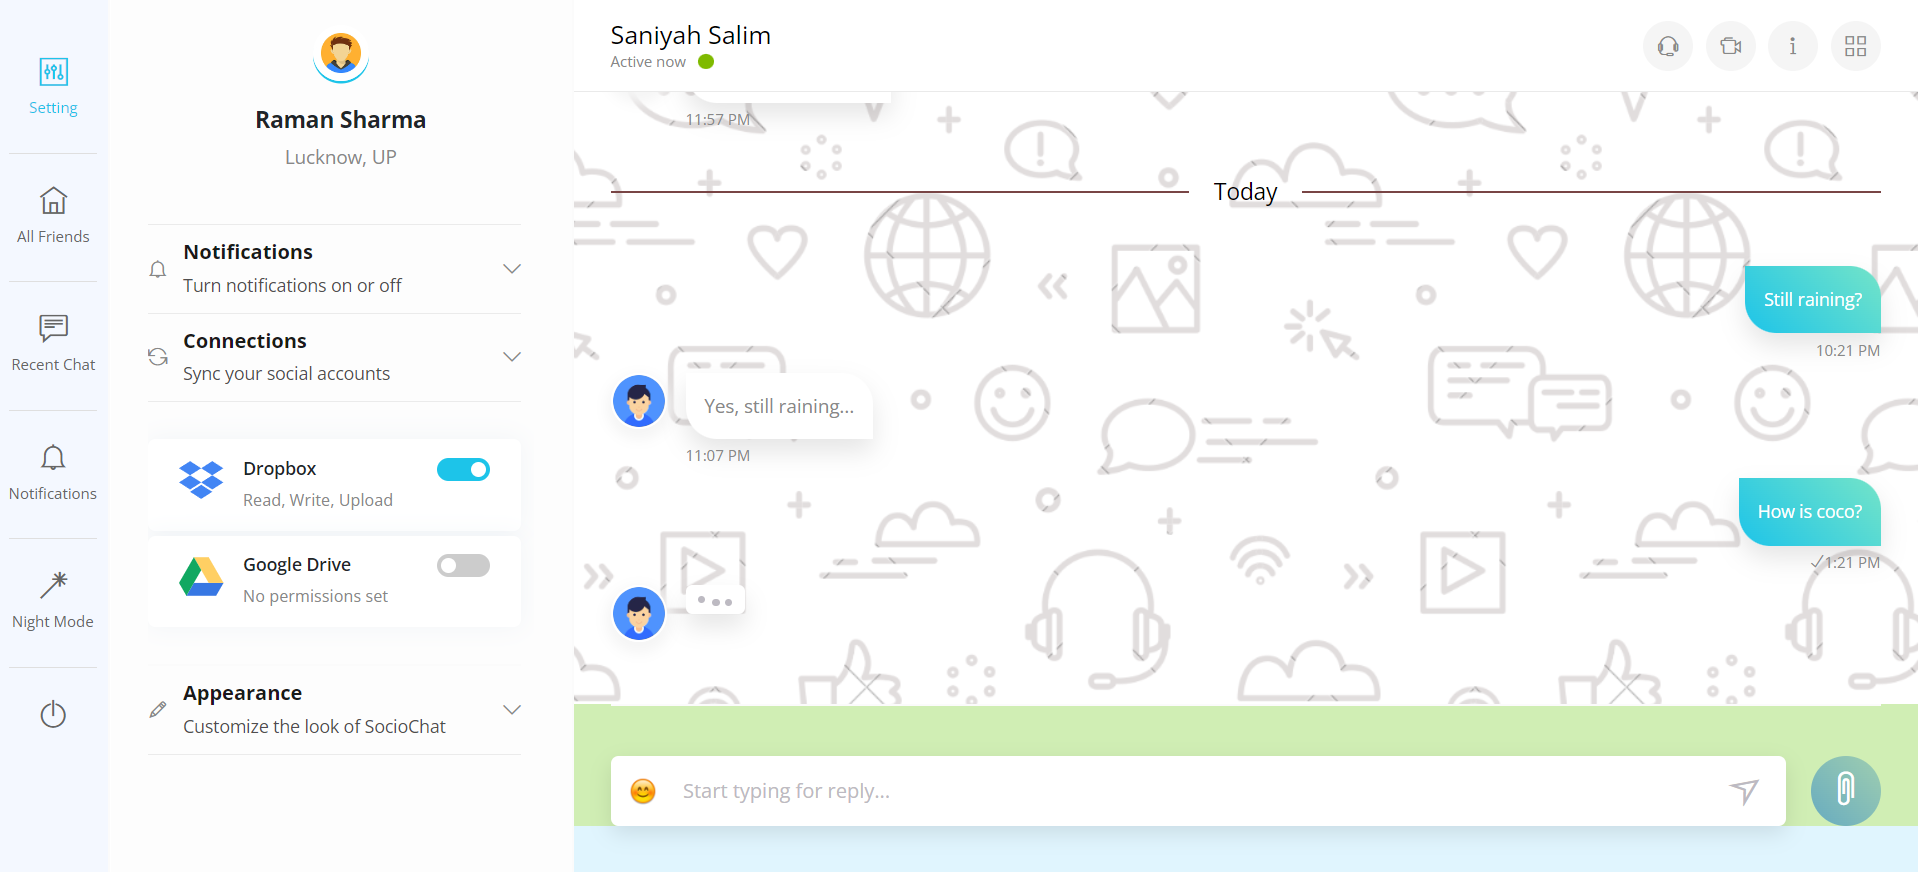 Setting
All Friends
Recent Chat
Notifications
Night Mode
Raman Sharma
Lucknow, UP
Notifications
Turn notifications on or off
Connections
Sync your social accounts
Dropbox
Read, Write, Upload
Google Drive
No permissions set
Appearance
Customize the look of SocioChat
Saniyah Salim
Active now
11:57 PM
Today
Still raining?
10:21 PM
Yes, still raining...
11:07 PM
How is coco?
1:21 PM
Start typing for reply...